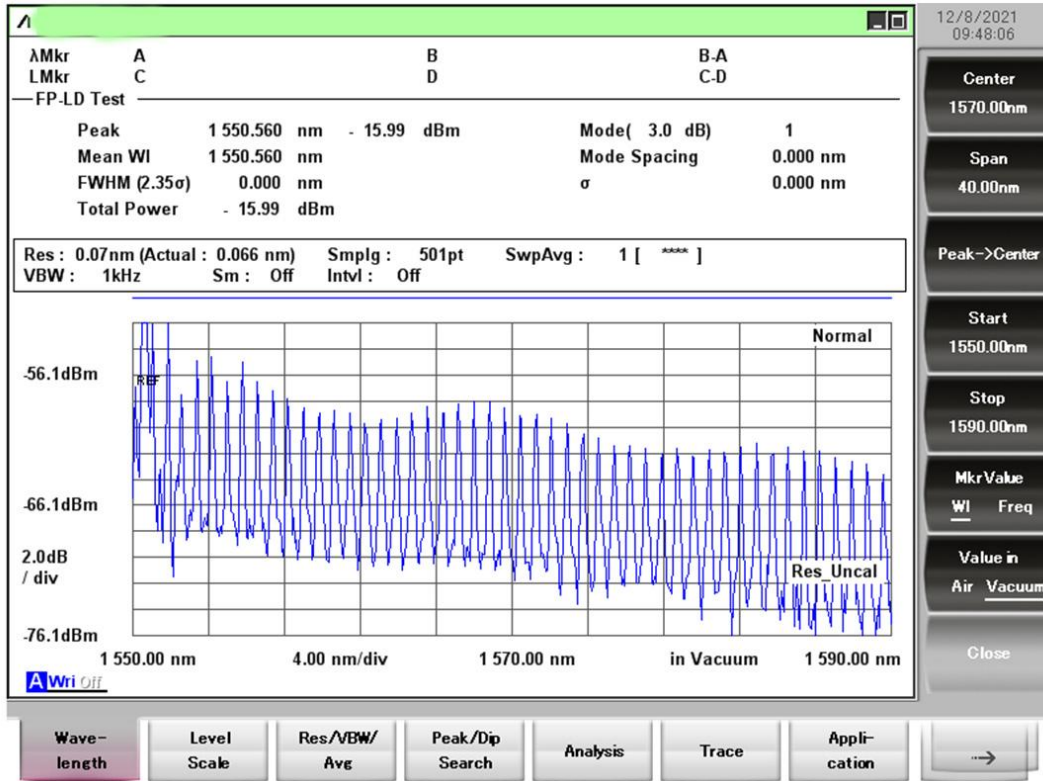 12/8/2021
09:48:06
λMkr A B B-A
LMkr C D C-D
FP-LD Test
Peak 1 550.560 nm - 15.99 dBm Mode( 3.0 dB) 1
Mean Wl 1 550.560 nm Mode Spacing 0.000 nm
FWHM (2.35σ) 0.000 nm σ 0.000 nm
Total Power - 15.99 dBm
Res : 0.07nm (Actual : 0.066 nm) Smplg : 501pt SwpAvg : 1 [ **** ]
VBW : 1kHz Sm : Off Intvl : Off
Normal
-56.1dBm
REF
-66.1dBm
2.0dB
/ div
Res_Uncal
-76.1dBm
1 550.00 nm 4.00 nm/div 1 570.00 nm in Vacuum 1 590.00 nm
A Wri Off
Center
1570.00nm
Span
40.00nm
Peak->Center
Start
1550.00nm
Stop
1590.00nm
Mkr Value
Wl Freq
Value in
Air Vacuum
Close
Wave-
length
Level
Scale
Res/VBW/
Avg
Peak/Dip
Search
Analysis
Trace
Appli-
cation